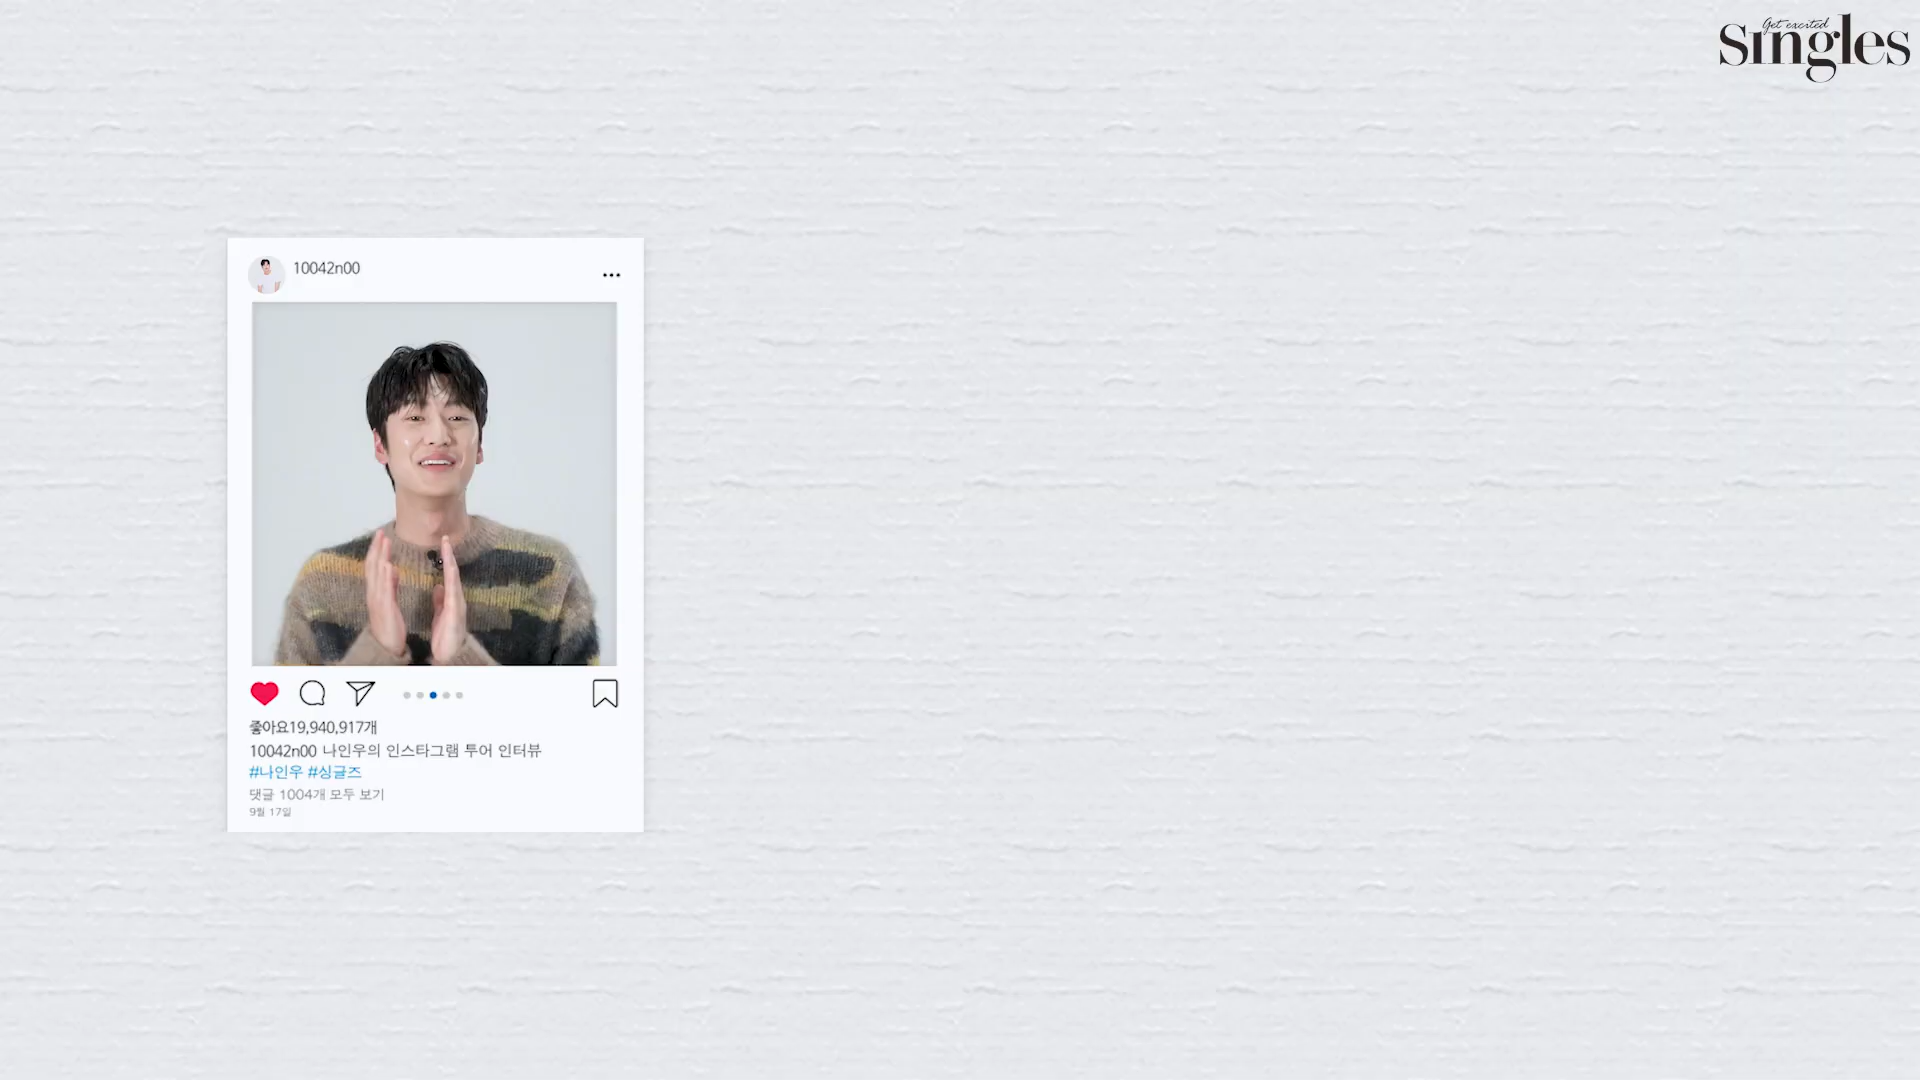 Get excited
Singles
10042n00
좋아요19,940,917개
10042n00 나인우의 인스타그램 투어 인터뷰
#나인우 #싱글즈
댓글 1004개 모두 보기
9월 17일